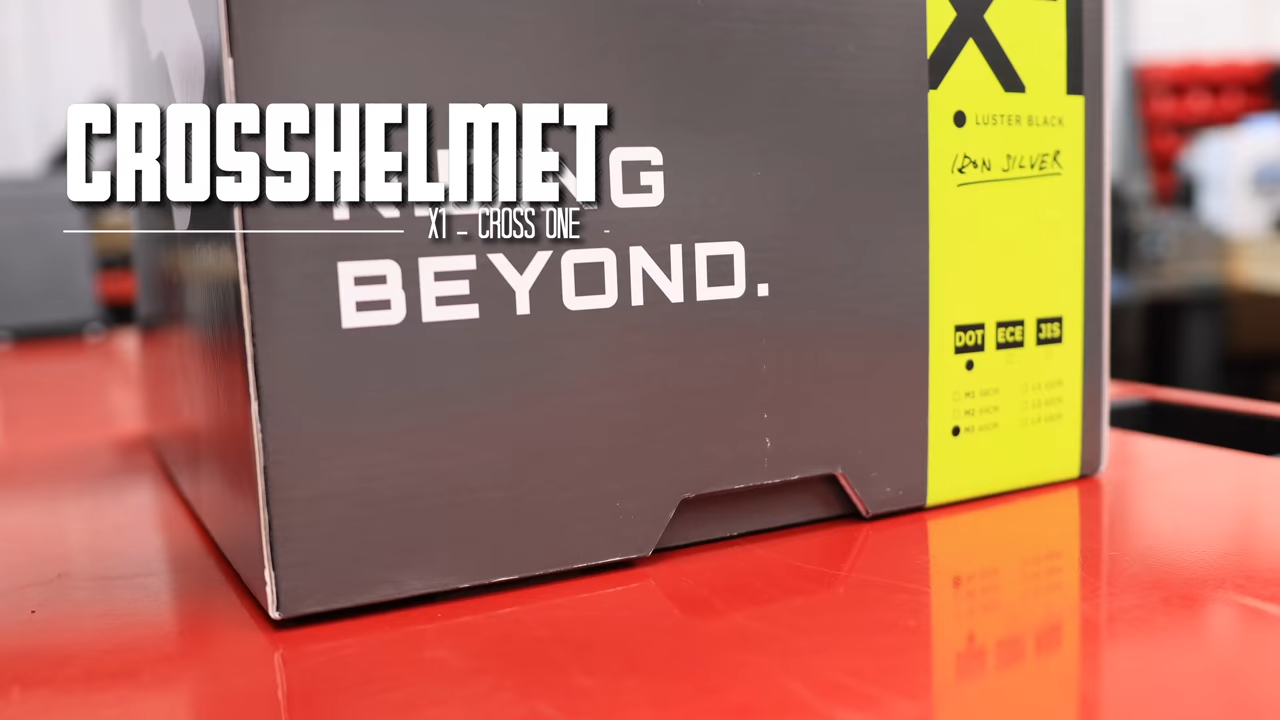 CROSSHELMET
X1 - CROSS ONE -
BEYOND.
X1
LUSTER BLACK
IRON SILVER
DOT ECE JIS